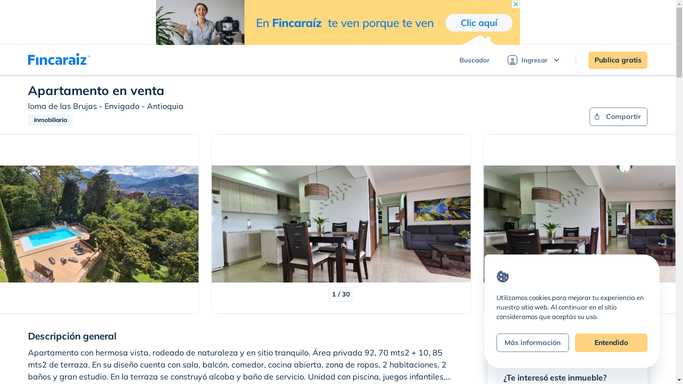 En Fincaraíz te ven porque te ven
Clic aquí
Fincaraíz
Buscador
Ingresar
Publica gratis
Apartamento en venta
loma de las Brujas - Envigado - Antioquia
Inmobiliaria
Compartir
1 / 30
Utilizamos cookies para mejorar tu experiencia en
nuestro sitio web. Al continuar en el sitio
consideramos que aceptas su uso.
Más información
Entendido
Descripción general
Apartamento con hermosa vista, rodeado de naturaleza y en sitio tranquilo. Área privada 92, 70 mts2 + 10, 85
mts2 de terraza. En su diseño cuenta con sala, balcón, comedor, cocina abierta, zona de ropas, 2 habitaciones, 2
baños y gran estudio. En la terraza se construyó alcoba y baño de servicio. Unidad con piscina, juegos infantiles,...
¿Te interesó este inmueble?